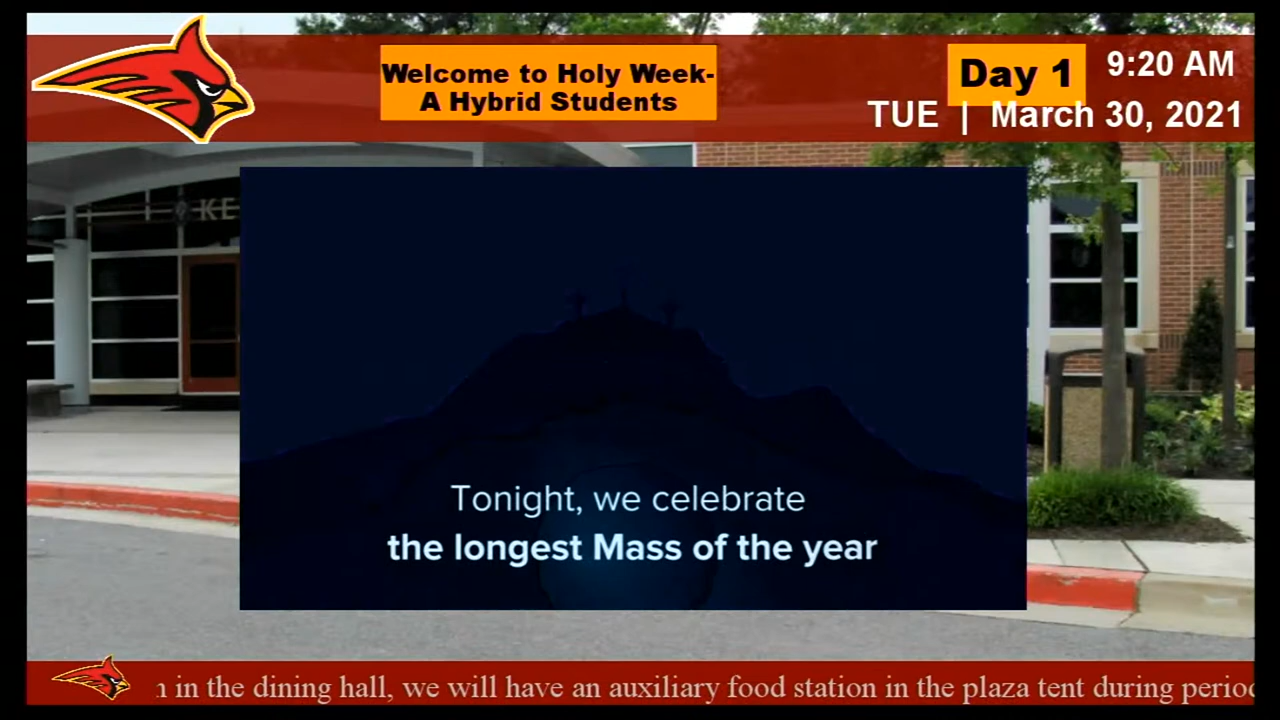 Welcome to Holy Week-
A Hybrid Students
Day 1
9:20 AM
TUE | March 30, 2021
KE
Tonight, we celebrate
the longest Mass of the year
in the dining hall, we will have an auxiliary food station in the plaza tent during